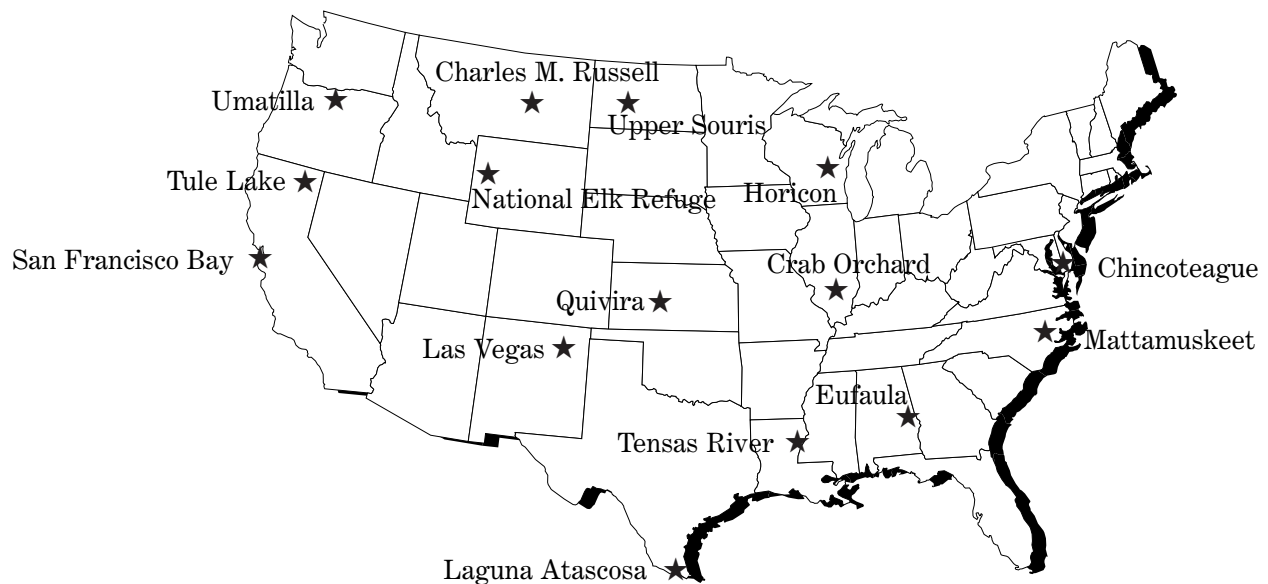 Charles M. Russell
Umatilla
Upper Souris
Tule Lake
National Elk Refuge
Horicon
San Francisco Bay
Crab Orchard
Chincoteague
Quivira
Las Vegas
Mattamuskeet
Eufaula
Tensas River
Laguna Atascosa